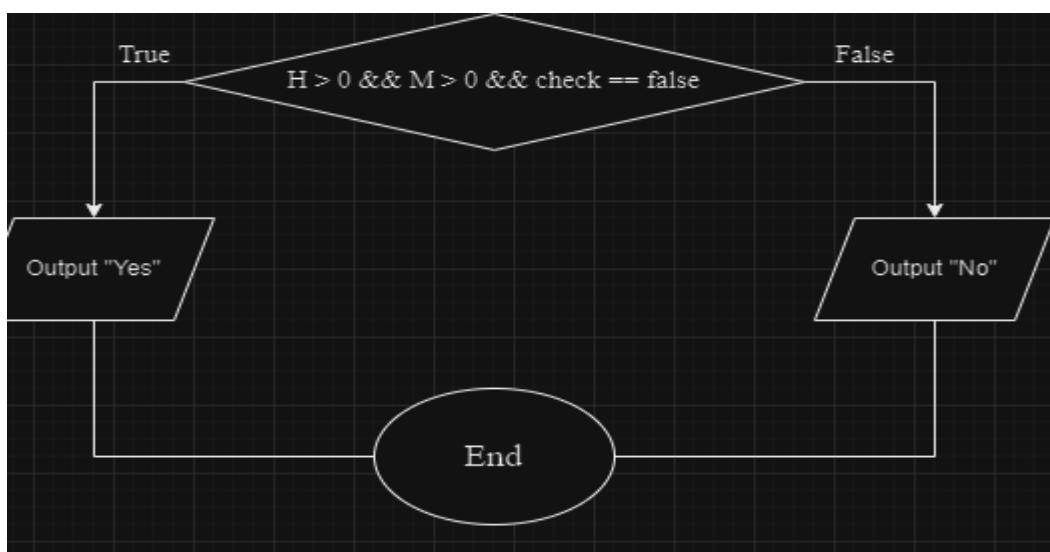 True
False
H > 0 && M > 0 && check == false
Output "Yes"
Output "No"
End